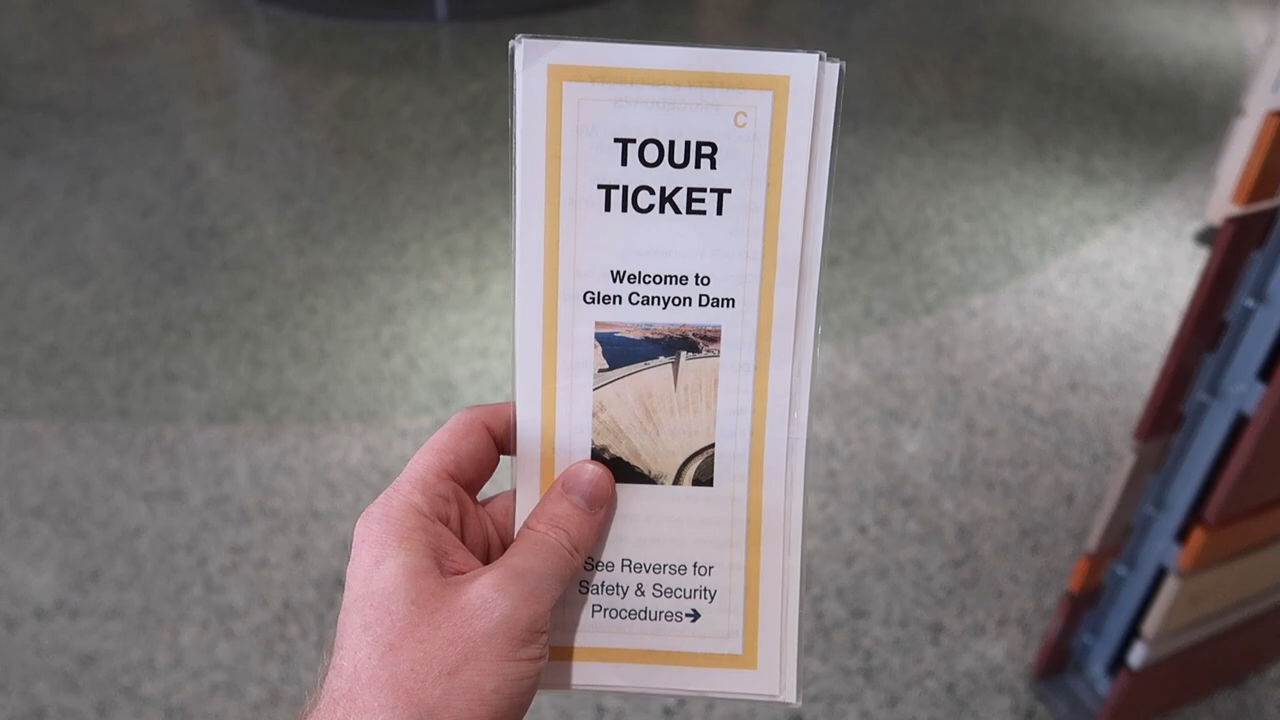 C
TOUR
TICKET
Welcome to
Glen Canyon Dam
See Reverse for
Safety & Security
Procedures➔